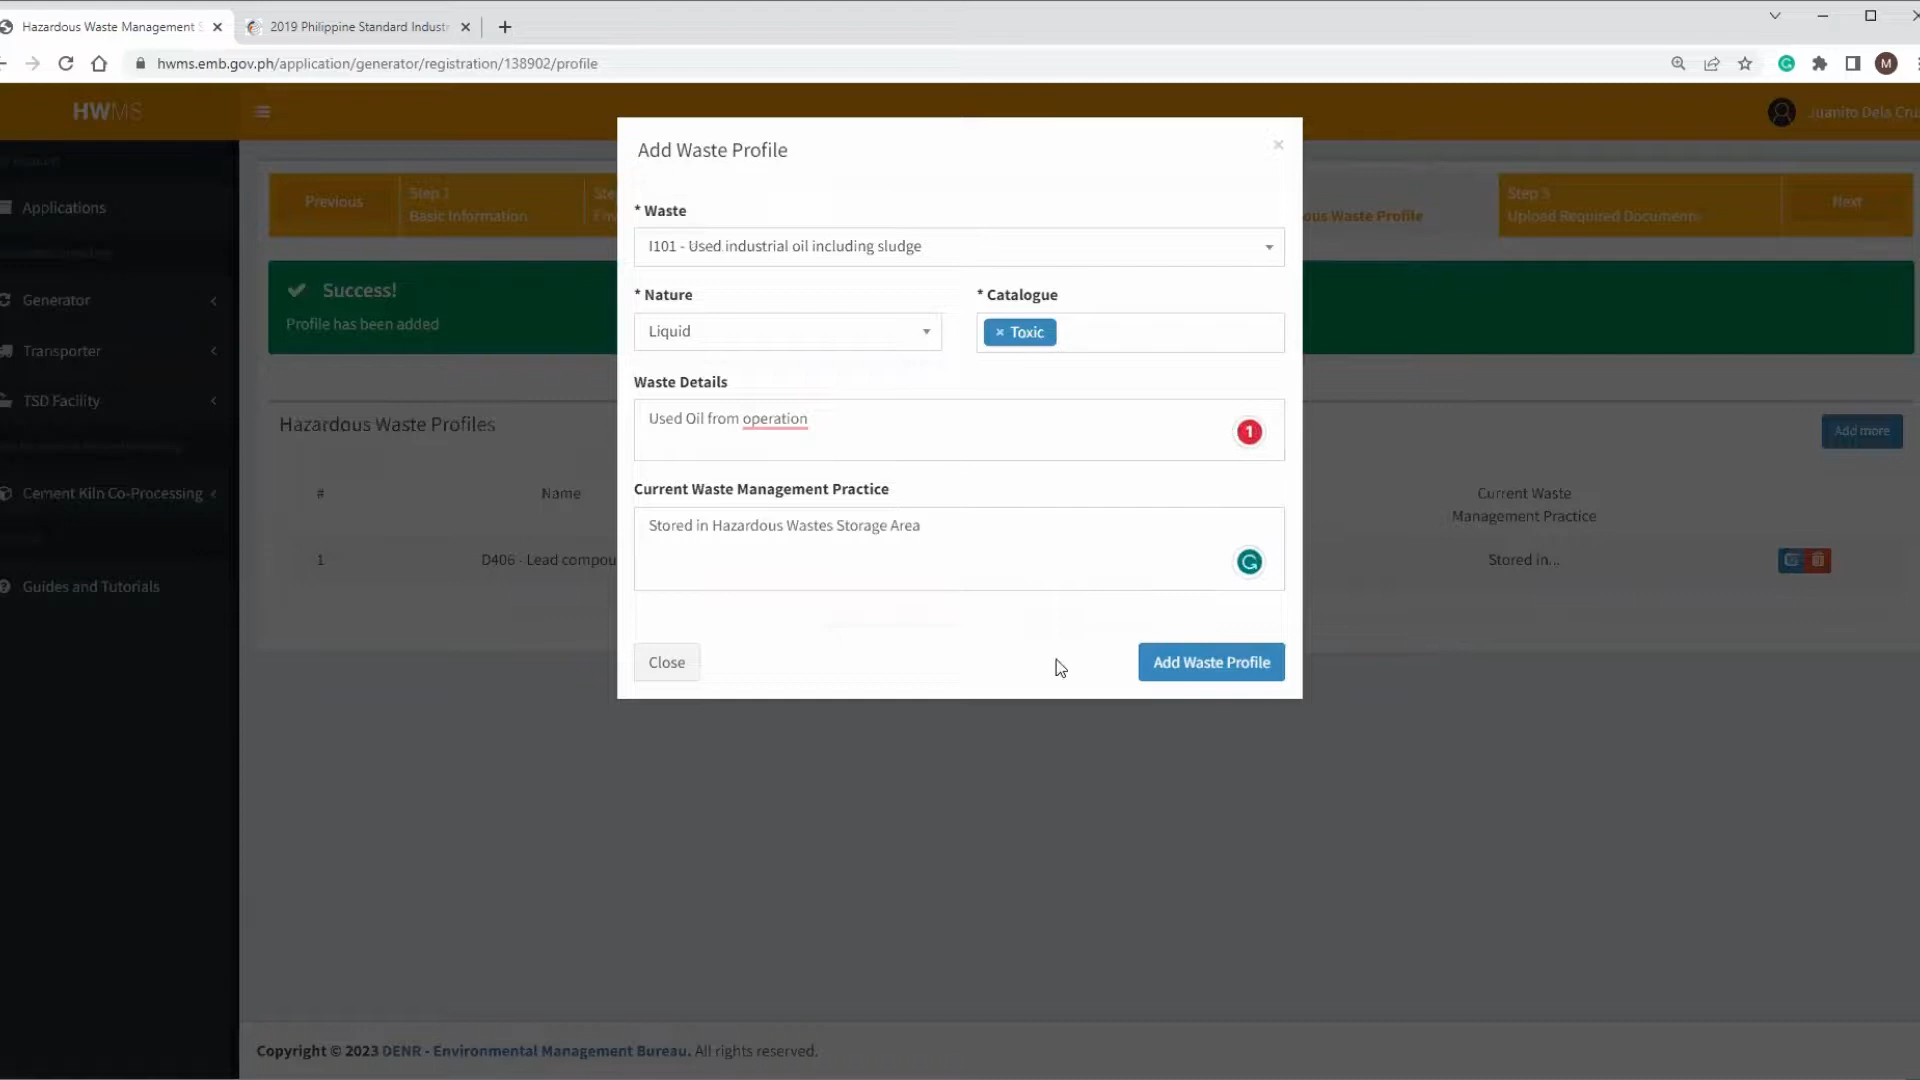 Hazardous Waste Management S
2019 Philippine Standard Indust
hwms.emb.gov.ph/application/generator/registration/138902/profile
M
HWMS
Juanito Dela Cru
Applications
Generator
Transporter
TSD Facility
Cement Kiln Co-Processing
Guides and Tutorials
Previous
Step 1
Basic Information
Ste
Env
ous Waste Profile
Step 5
Upload Required Documents
Next
Success!
Profile has been added
Hazardous Waste Profiles
Add more
#
Name
Current Waste
Management Practice
1
D406 - Lead compou
Stored in...
Add Waste Profile
×
* Waste
I101 - Used industrial oil including sludge
* Nature
* Catalogue
Liquid
× Toxic
Waste Details
Used Oil from operation
1
Current Waste Management Practice
Stored in Hazardous Wastes Storage Area
Close
Add Waste Profile
Copyright © 2023 DENR - Environmental Management Bureau. All rights reserved.